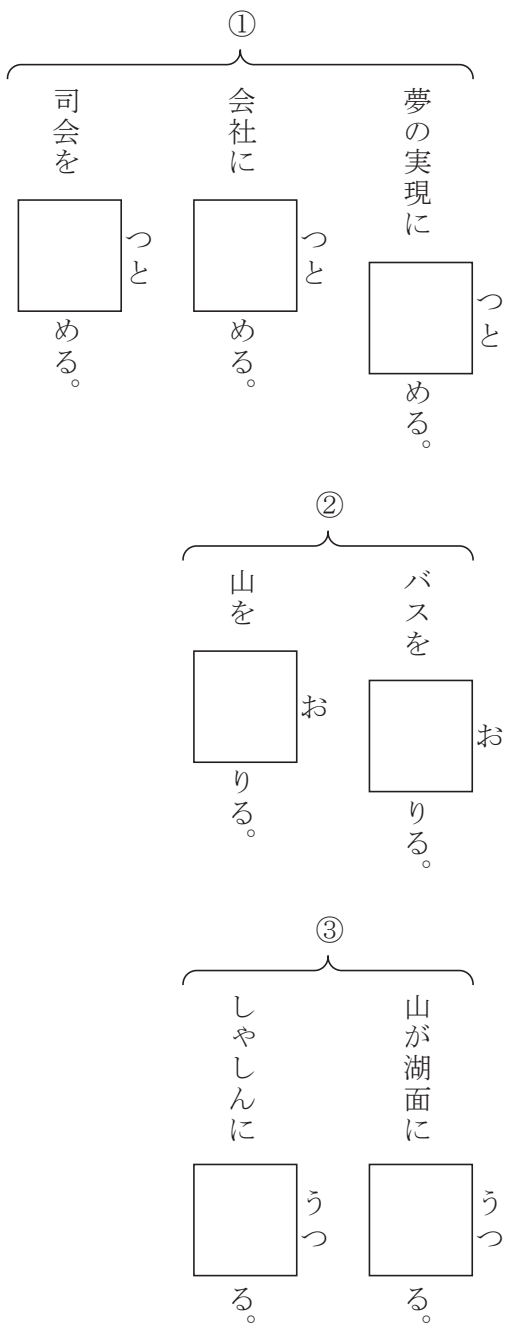 ①
夢の実現に
つと
める。
会社に
つと
める。
司会を
つと
める。
②
バスを
お
りる。
山を
お
りる。
③
山が湖面に
うつ
る。
しゃしんに
うつ
る。